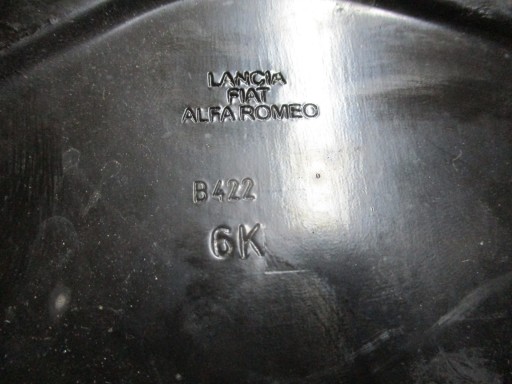 LANCIA
FIAT
ALFA ROMEO
B422
6K